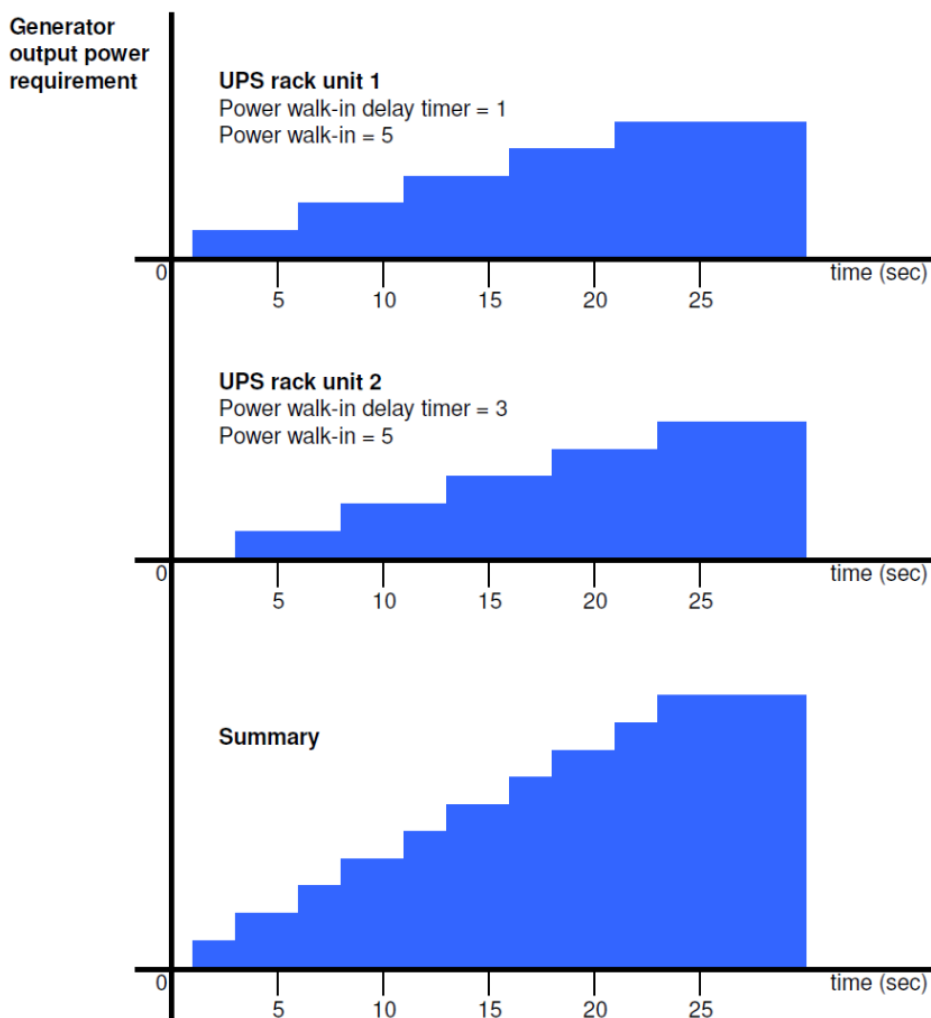 Generator
output power
requirement
UPS rack unit 1
Power walk-in delay timer = 1
Power walk-in = 5
0
time (sec)
5
10
15
20
25
UPS rack unit 2
Power walk-in delay timer = 3
Power walk-in = 5
0
time (sec)
5
10
15
20
25
Summary
0
time (sec)
5
10
15
20
25